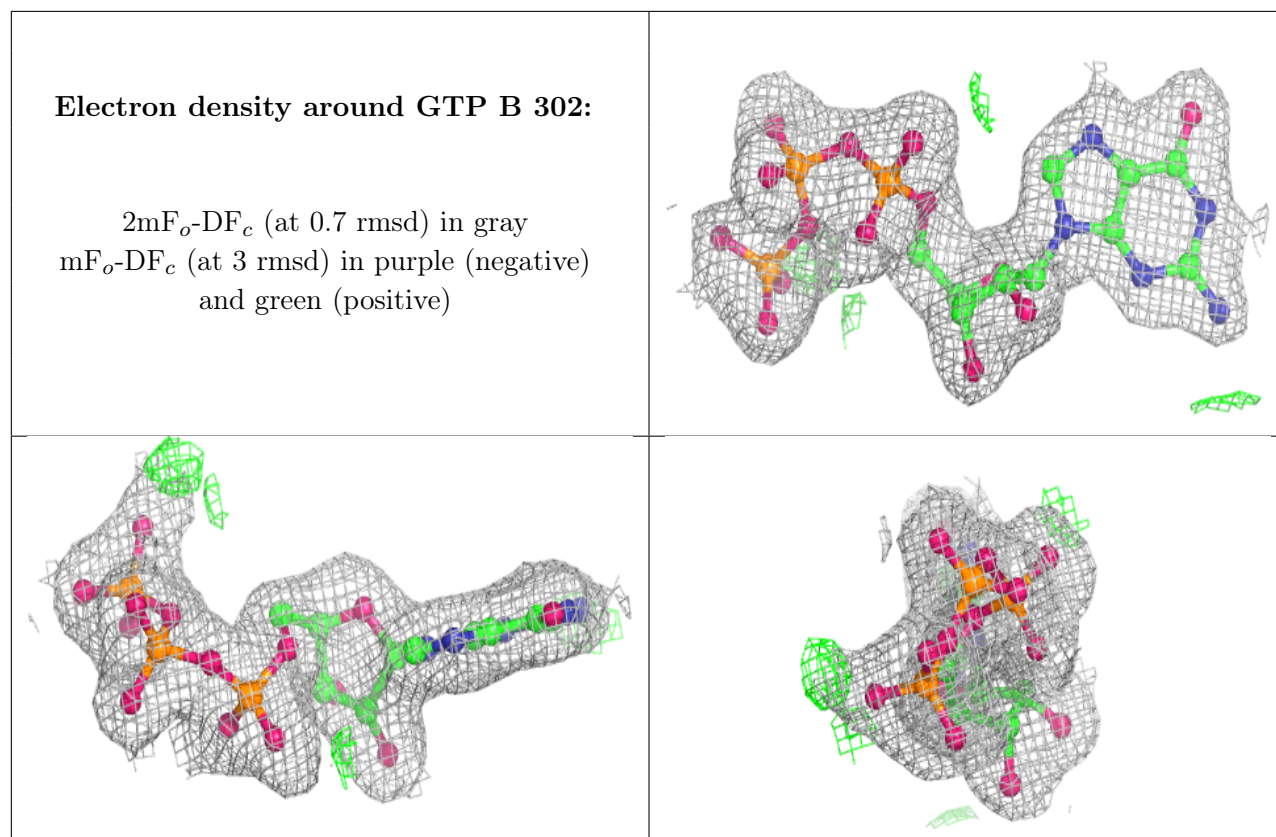 Electron density around GTP B 302:
2mFo-DFc (at 0.7 rmsd) in gray
mFo-DFc (at 3 rmsd) in purple (negative)
and green (positive)